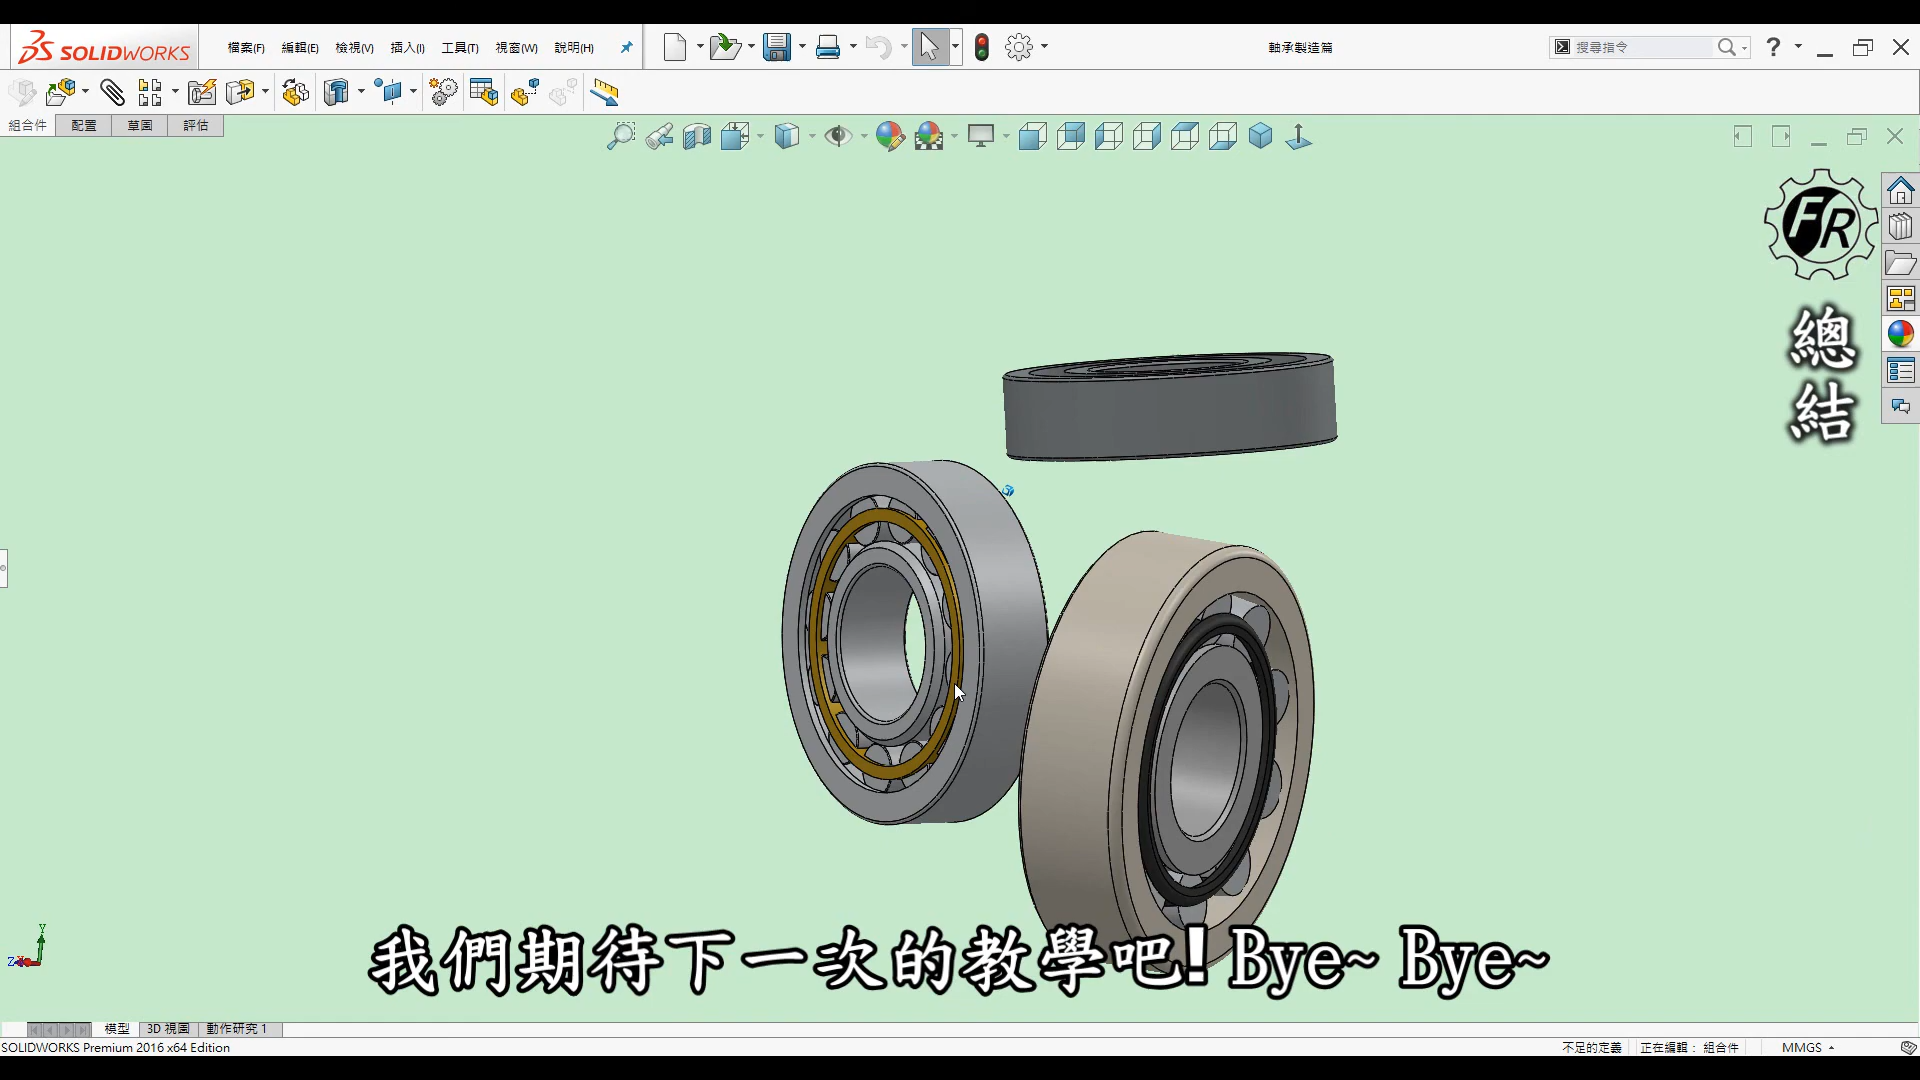 SOLIDWORKS 檔案(F) 編輯(E) 檢視(V) 插入(I) 工具(T) 視窗(W) 說明(H) 軸承製造篇 搜尋指令 ?
組合件 配置 草圖 評估
FR
總
結
我們期待下一次的教學吧! Bye~ Bye~
Y
Z
模型 3D 視圖 動作研究 1
SOLIDWORKS Premium 2016 x64 Edition 不足的定義 正在編輯: 組合件 MMGS